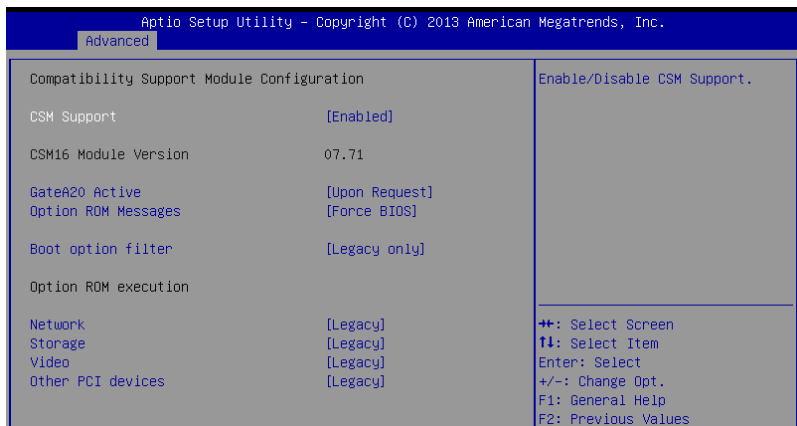 Aptio Setup Utility – Copyright (C) 2013 American Megatrends, Inc.
Advanced
Compatibility Support Module Configuration
CSM Support [Enabled]
CSM16 Module Version 07.71
GateA20 Active [Upon Request]
Option ROM Messages [Force BIOS]
Boot option filter [Legacy only]
Option ROM execution
Network [Legacy]
Storage [Legacy]
Video [Legacy]
Other PCI devices [Legacy]
Enable/Disable CSM Support.
→←: Select Screen
↑↓: Select Item
Enter: Select
+/-: Change Opt.
F1: General Help
F2: Previous Values